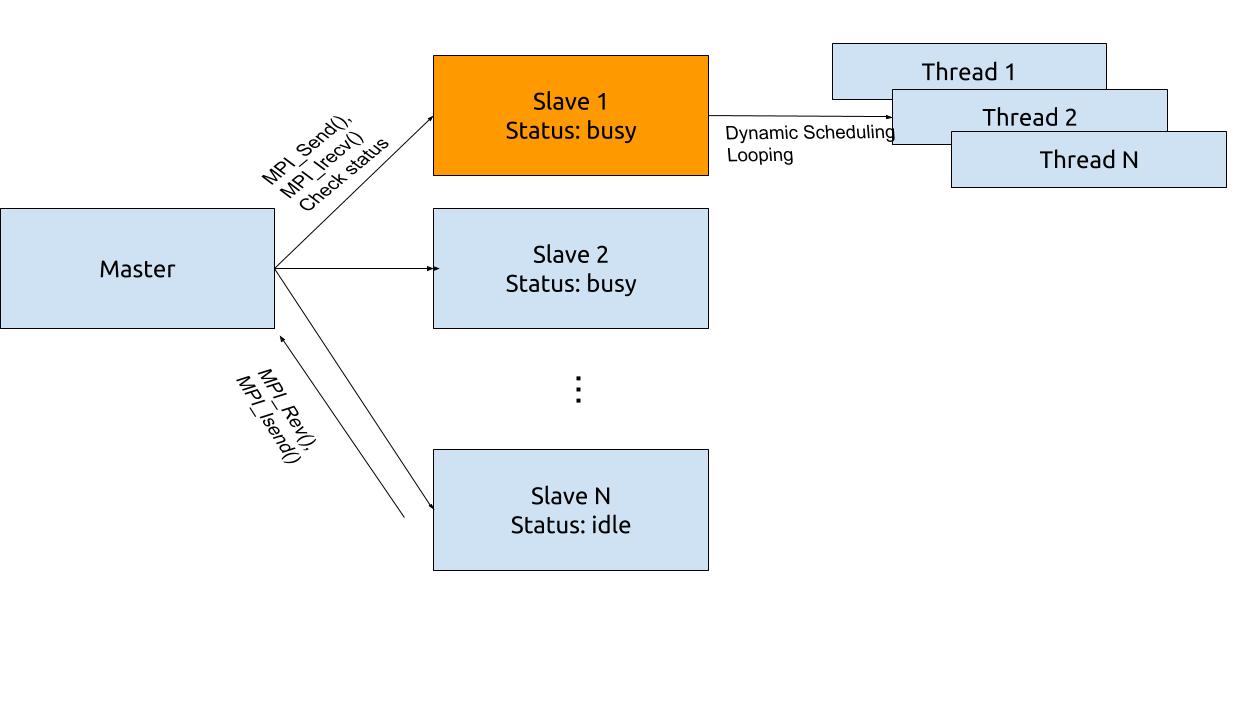 Thread 1
Slave 1
Status: busy
Thread 2
MPI_Send(),
MPI_Irecv()
Check status
Dynamic Scheduling
Looping
Thread N
Master
Slave 2
Status: busy
⋮
MPI_Rev(),
MPI_Isend()
Slave N
Status: idle